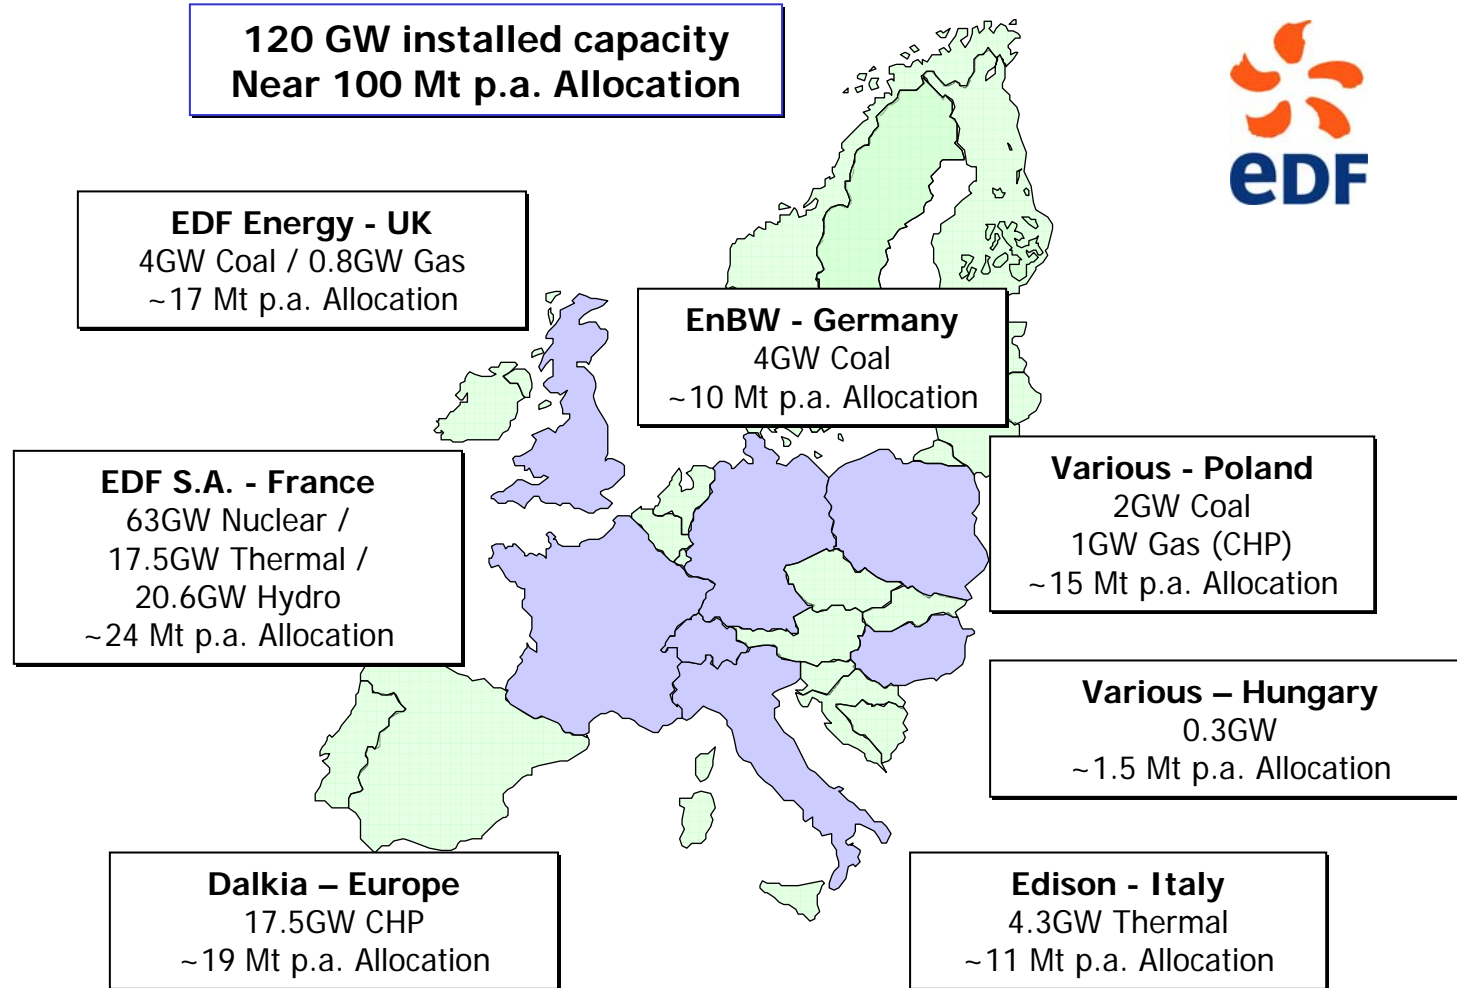 120 GW installed capacity
Near 100 Mt p.a. Allocation
eDF
EDF Energy - UK
4GW Coal / 0.8GW Gas
~17 Mt p.a. Allocation
EnBW - Germany
4GW Coal
~10 Mt p.a. Allocation
EDF S.A. - France
63GW Nuclear /
17.5GW Thermal /
20.6GW Hydro
~24 Mt p.a. Allocation
Various - Poland
2GW Coal
1GW Gas (CHP)
~15 Mt p.a. Allocation
Various – Hungary
0.3GW
~1.5 Mt p.a. Allocation
Dalkia – Europe
17.5GW CHP
~19 Mt p.a. Allocation
Edison - Italy
4.3GW Thermal
~11 Mt p.a. Allocation